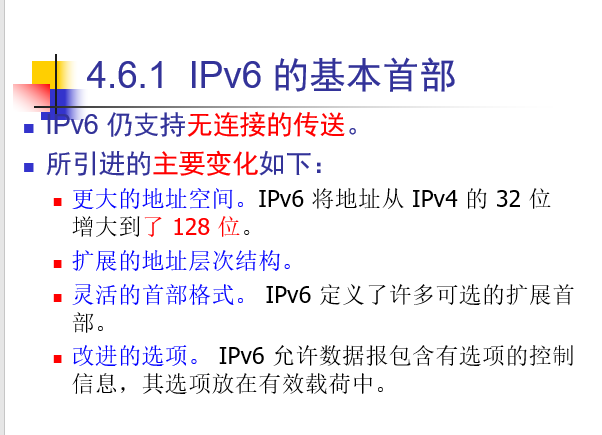 4.6.1 IPv6 的基本首部
IPv6 仍支持无连接的传送。
所引进的主要变化如下：
更大的地址空间。IPv6 将地址从 IPv4 的 32 位
增大到了 128 位。
扩展的地址层次结构。
灵活的首部格式。 IPv6 定义了许多可选的扩展首
部。
改进的选项。 IPv6 允许数据报包含有选项的控制
信息，其选项放在有效载荷中。